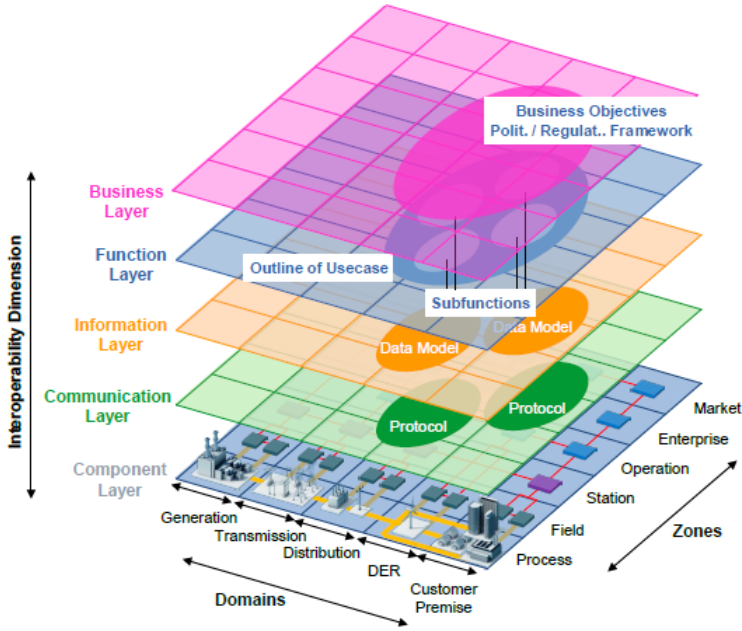 Business Objectives
Polit. / Regulat.. Framework
Business
Layer
Function
Layer
Outline of Usecase
Subfunctions
Information
Layer
Data Model
Data Model
Communication
Layer
Protocol
Protocol
Component
Layer
Interoperability Dimension
Generation
Transmission
Distribution
DER
Customer
Premise
Domains
Market
Enterprise
Operation
Station
Field
Process
Zones